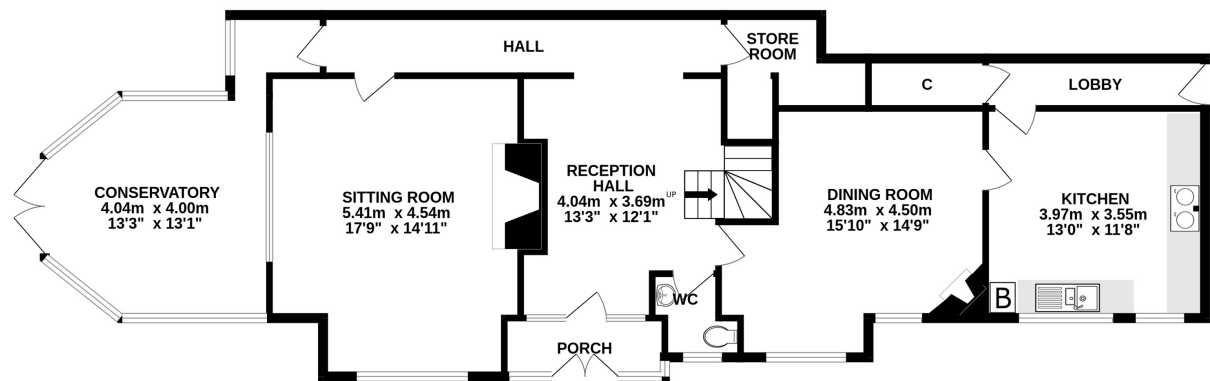 HALL
STORE
ROOM
C
LOBBY
CONSERVATORY
4.04m x 4.00m
13'3" x 13'1"
SITTING ROOM
5.41m x 4.54m
17'9" x 14'11"
RECEPTION
HALL
4.04m x 3.69m
13'3" x 12'1"
UP
DINING ROOM
4.83m x 4.50m
15'10" x 14'9"
KITCHEN
3.97m x 3.55m
13'0" x 11'8"
WC
B
PORCH